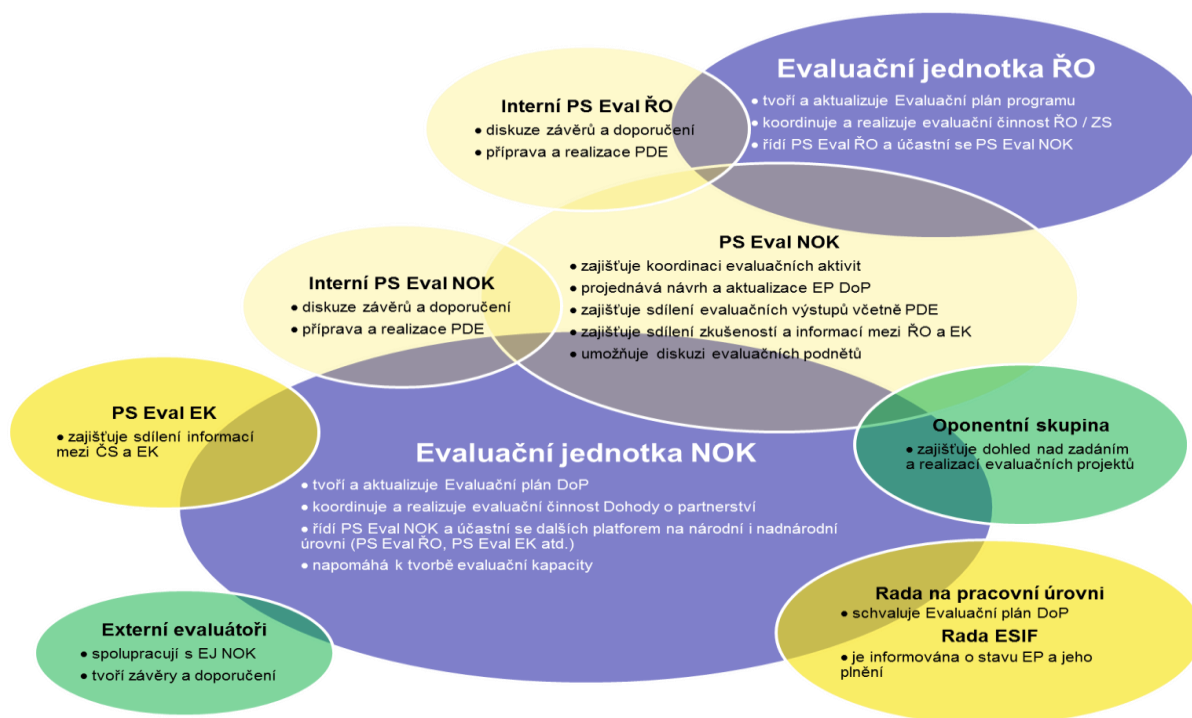 Evaluační jednotka ŘO
• tvoří a aktualizuje Evaluační plán programu
• koordinuje a realizuje evaluační činnost ŘO / ZS
• řídí PS Eval ŘO a účastní se PS Eval NOK
Interní PS Eval ŘO
• diskuze závěrů a doporučení
• příprava a realizace PDE
PS Eval NOK
• zajišťuje koordinaci evaluačních aktivit
• projednává návrh a aktualizace EP DoP
• zajišťuje sdílení evaluačních výstupů včetně PDE
• zajišťuje sdílení zkušeností a informací mezi ŘO a EK
• umožňuje diskuzi evaluačních podnětů
Interní PS Eval NOK
• diskuze závěrů a doporučení
• příprava a realizace PDE
PS Eval EK
• zajišťuje sdílení informací
mezi ČS a EK
Oponentní skupina
• zajišťuje dohled nad zadáním
a realizací evaluačních projektů
Evaluační jednotka NOK
• tvoří a aktualizuje Evaluační plán DoP
• koordinuje a realizuje evaluační činnost Dohody o partnerství
• řídí PS Eval NOK a účastní se dalších platforem na národní i nadnárodní
úrovni (PS Eval ŘO, PS Eval EK atd.)
• napomáhá k tvorbě evaluační kapacity
Rada na pracovní úrovni
• schvaluje Evaluační plán DoP
Rada ESIF
• je informována o stavu EP a jeho
plnění
Externí evaluátoři
• spolupracují s EJ NOK
• tvoří závěry a doporučení